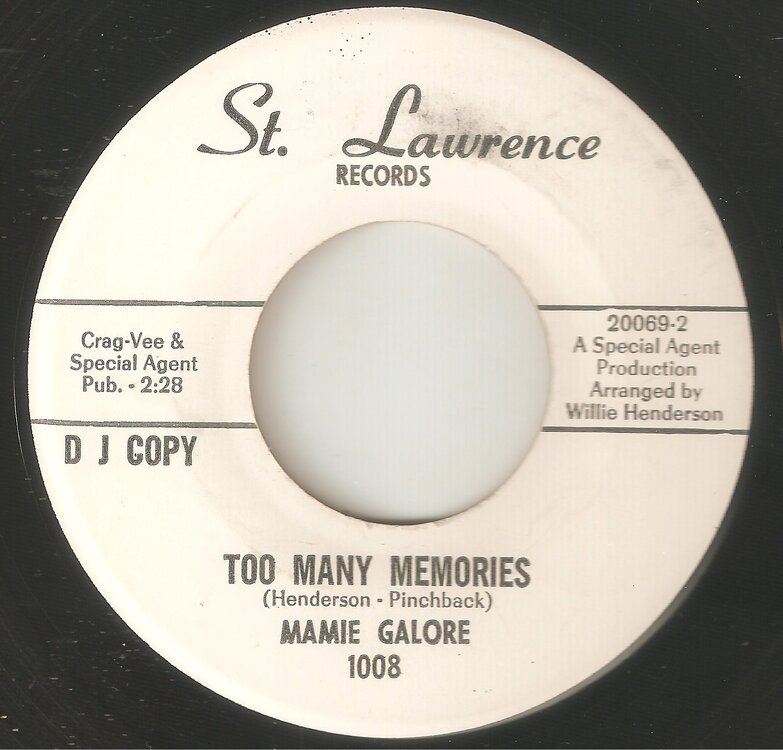 St. Lawrence
RECORDS
Crag-Vee &
Special Agent
Pub. - 2:28
D J COPY
20069-2
A Special Agent
Production
Arranged by
Willie Henderson
TOO MANY MEMORIES
(Henderson - Pinchback)
MAMIE GALORE
1008